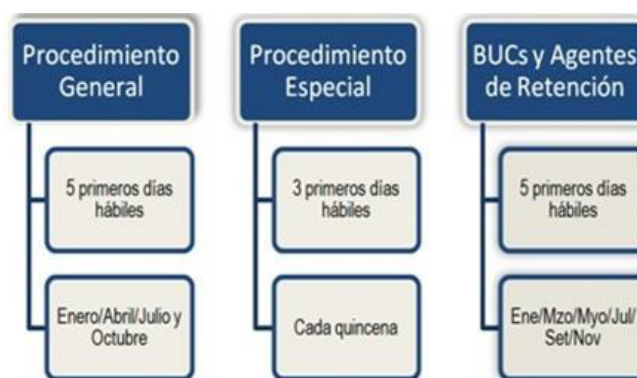 Procedimiento
General
5 primeros días
hábiles
Enero/Abril/Julio y
Octubre
Procedimiento
Especial
3 primeros días
hábiles
Cada quincena
BUCs y Agentes
de Retención
5 primeros días
hábiles
Ene/Mzo/Myo/Jul/
Set/Nov